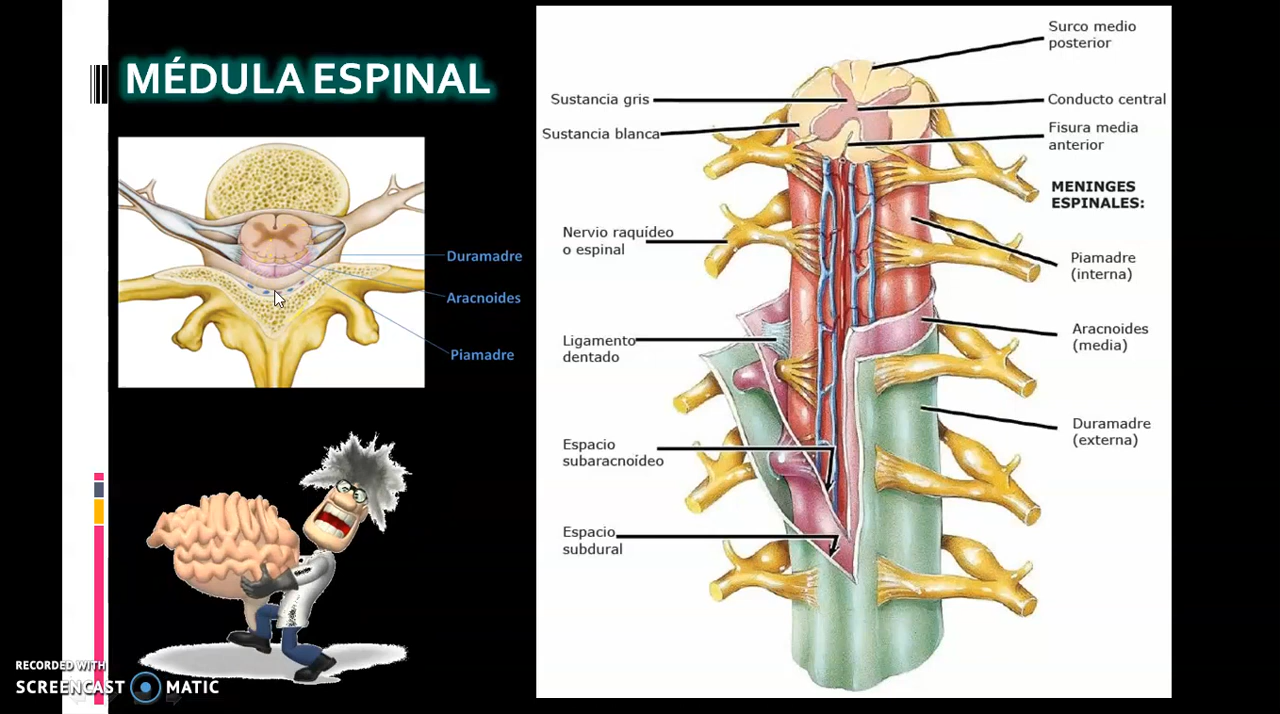 MÉDULA ESPINAL
Duramadre
Aracnoides
Piamadre
Surco medio
posterior
Sustancia gris
Conducto central
Sustancia blanca
Fisura media
anterior
MENINGES
ESPINALES:
Nervio raquídeo
o espinal
Piamadre
(interna)
Ligamento
dentado
Aracnoides
(media)
Duramadre
(externa)
Espacio
subaracnoídeo
Espacio
subdural
RECORDED WITH
SCREENCAST MATIC